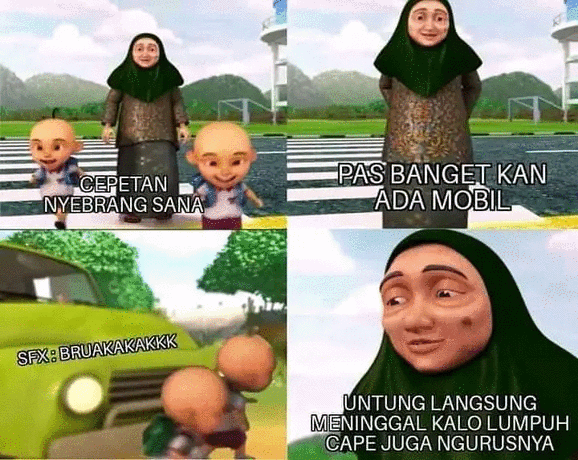 CEPETAN
NYEBRANG SANA
PAS BANGET KAN
ADA MOBIL
SFX : BRUAKAKAKKK
UNTUNG LANGSUNG
MENINGGAL KALO LUMPUH
CAPE JUGA NGURUSNYA